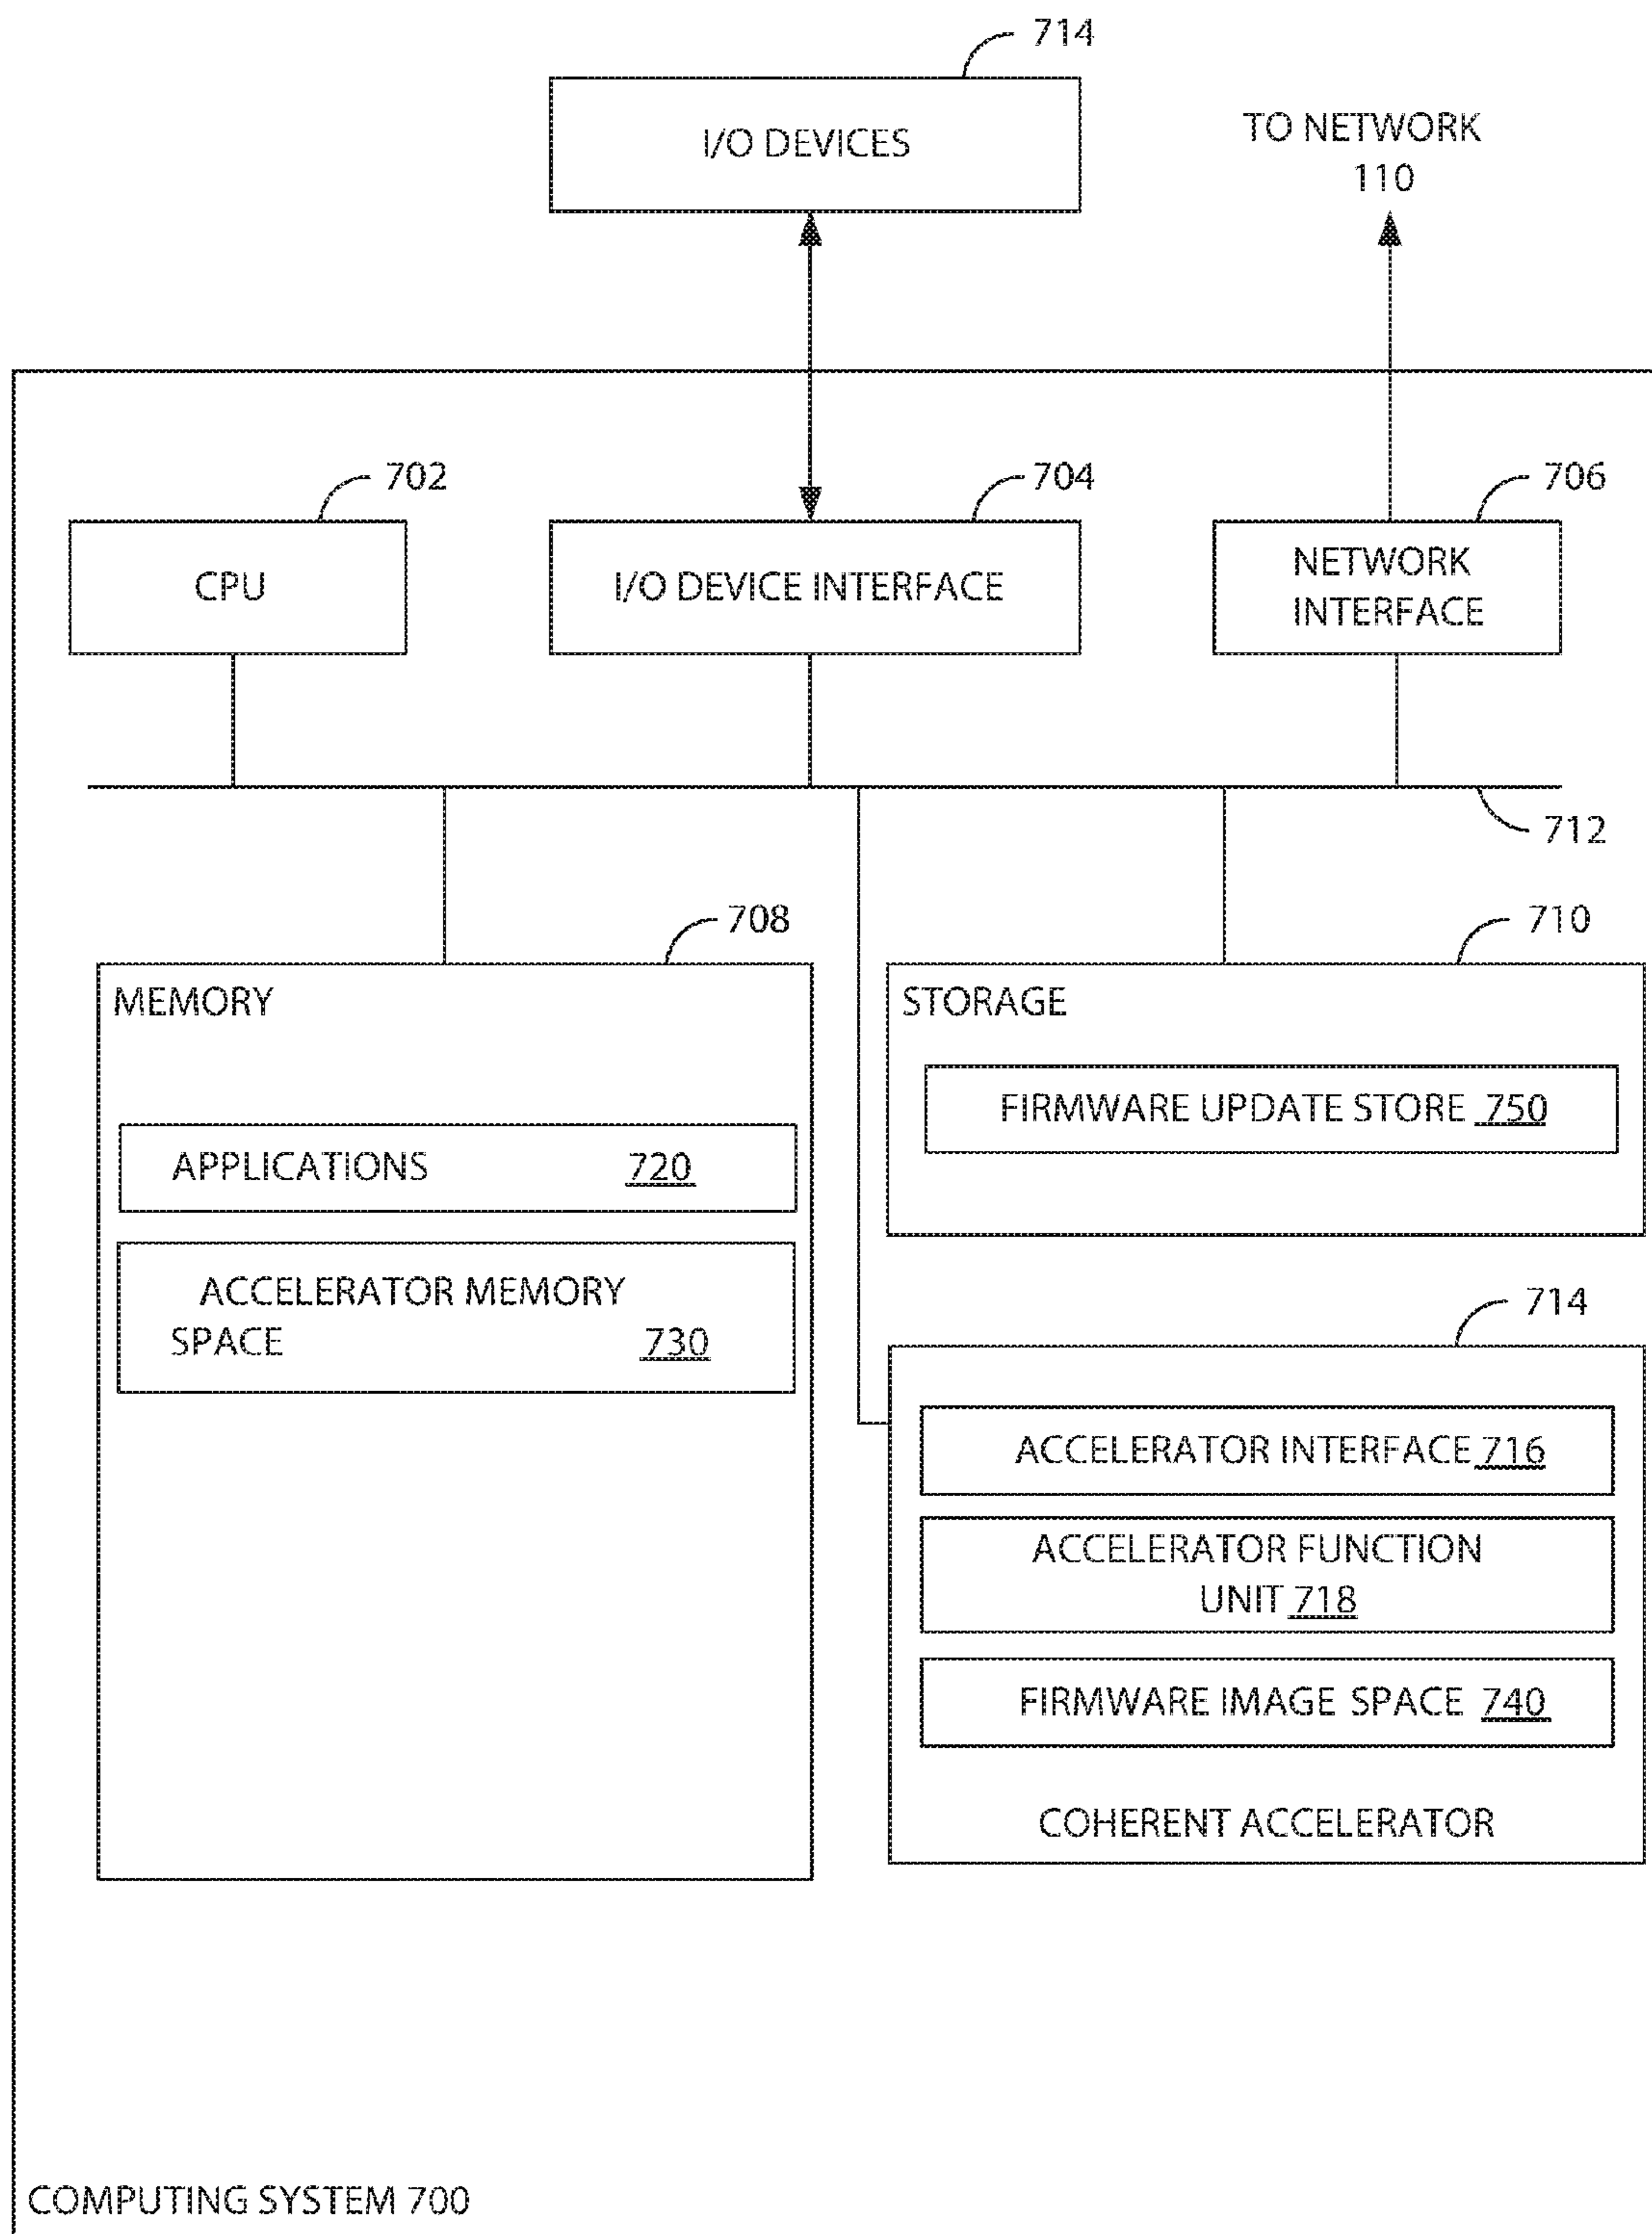 714
I/O DEVICES
TO NETWORK
110
702
704
706
CPU
I/O DEVICE INTERFACE
NETWORK
INTERFACE
712
708
710
MEMORY
STORAGE
FIRMWARE UPDATE STORE 750
APPLICATIONS 720
ACCELERATOR MEMORY
SPACE 730
714
ACCELERATOR INTERFACE 716
ACCELERATOR FUNCTION
UNIT 718
FIRMWARE IMAGE SPACE 740
COHERENT ACCELERATOR
COMPUTING SYSTEM 700